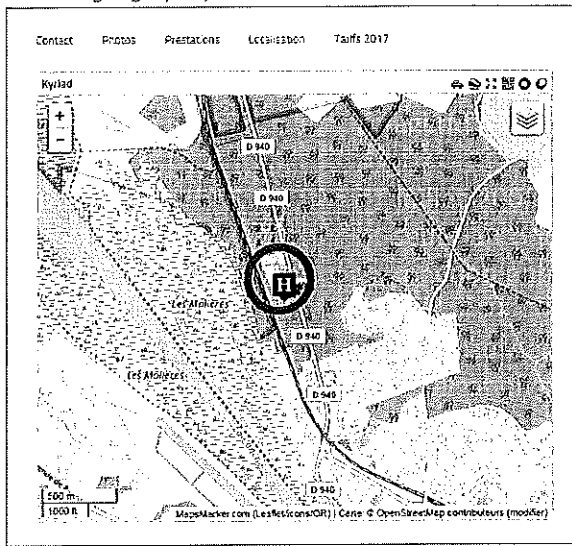 Contact Photos Prestations Localisation Tarifs 2017
Kyriad
+
−
D 940
D 940
H
Les Molières
D 940
Les Molières
D 940
D 940
500 m
1000 ft
MapsMarker.com (Leaflet/icons/QR) | Carte: © OpenStreetMap contributeurs (modifier)